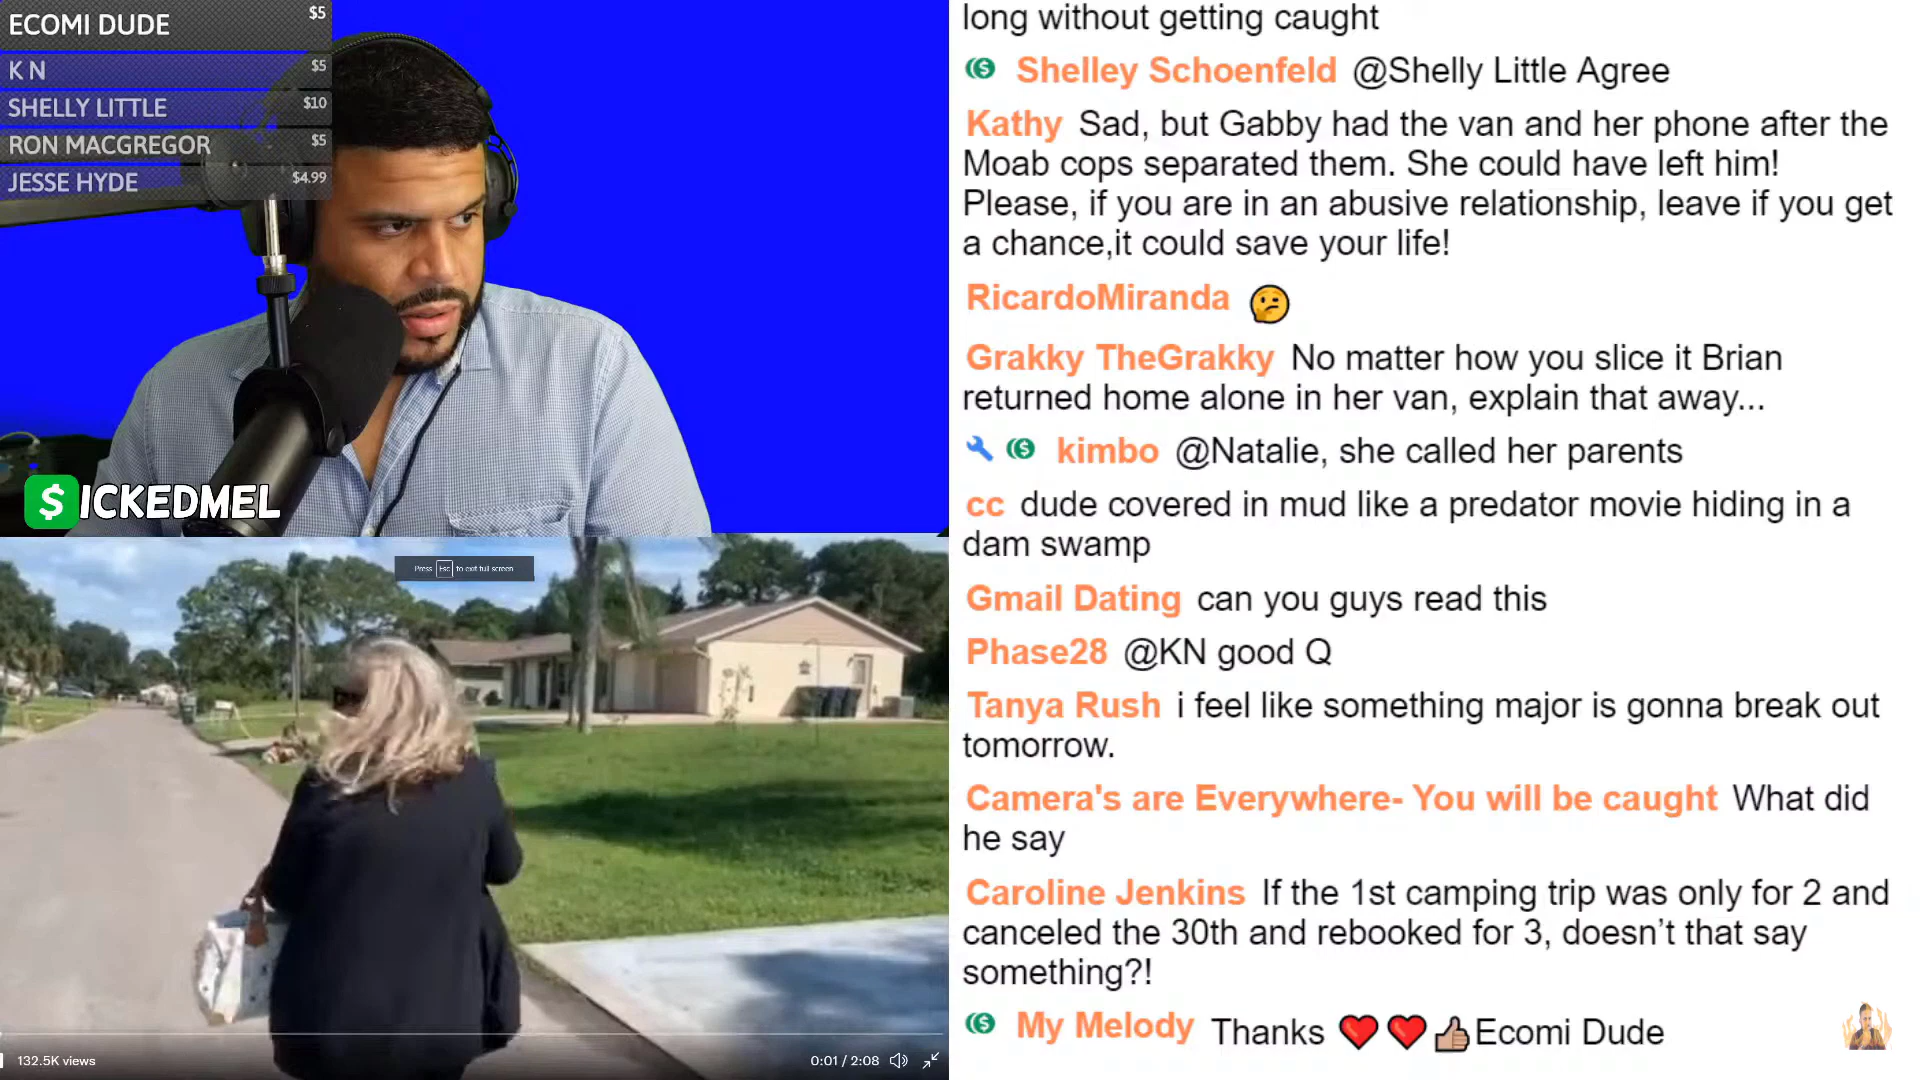 ECOMI DUDE $5
K N $5
SHELLY LITTLE $10
RON MACGREGOR $5
JESSE HYDE $4.99
$ICKEDMEL
Press Esc to exit full screen
132.5K views
0:01 / 2:08
long without getting caught
Shelley Schoenfeld @Shelly Little Agree
Kathy Sad, but Gabby had the van and her phone after the
Moab cops separated them. She could have left him!
Please, if you are in an abusive relationship, leave if you get
a chance,it could save your life!
RicardoMiranda 🤔
Grakky TheGrakky No matter how you slice it Brian
returned home alone in her van, explain that away...
kimbo @Natalie, she called her parents
cc dude covered in mud like a predator movie hiding in a
dam swamp
Gmail Dating can you guys read this
Phase28 @KN good Q
Tanya Rush i feel like something major is gonna break out
tomorrow.
Camera's are Everywhere- You will be caught What did
he say
Caroline Jenkins If the 1st camping trip was only for 2 and
canceled the 30th and rebooked for 3, doesn’t that say
something?!
My Melody Thanks ❤️❤️👍🏼Ecomi Dude